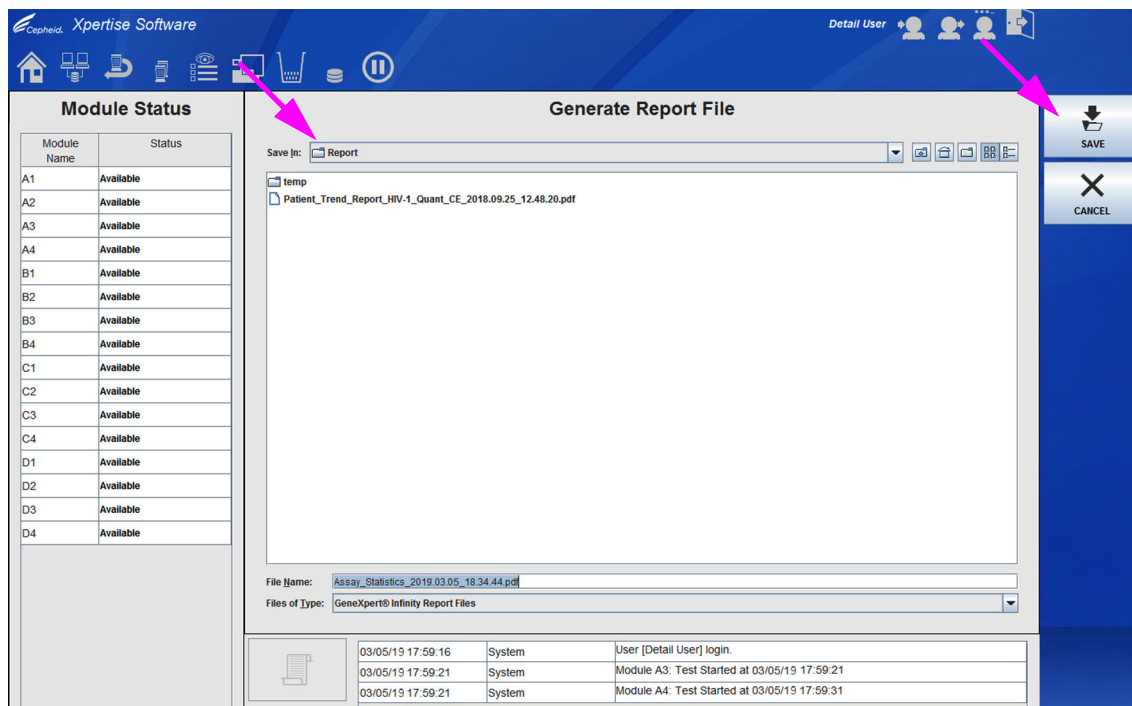 Cepheid. Xpertise Software
Detail User
Module Status
Module Name Status
A1 Available
A2 Available
A3 Available
A4 Available
B1 Available
B2 Available
B3 Available
B4 Available
C1 Available
C2 Available
C3 Available
C4 Available
D1 Available
D2 Available
D3 Available
D4 Available
Generate Report File
Save In: Report
temp
Patient_Trend_Report_HIV-1_Quant_CE_2018.09.25_12.48.20.pdf
File Name: Assay_Statistics_2019.03.05_18.34.44.pdf
Files of Type: GeneXpert® Infinity Report Files
03/05/19 17:59:16 System User [Detail User] login.
03/05/19 17:59:21 System Module A3: Test Started at 03/05/19 17:59:21
03/05/19 17:59:21 System Module A4: Test Started at 03/05/19 17:59:31
SAVE
CANCEL